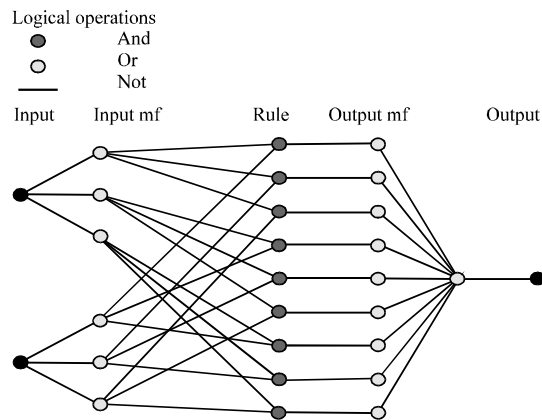 Logical operations
And
Or
Not
Input Input mf Rule Output mf Output